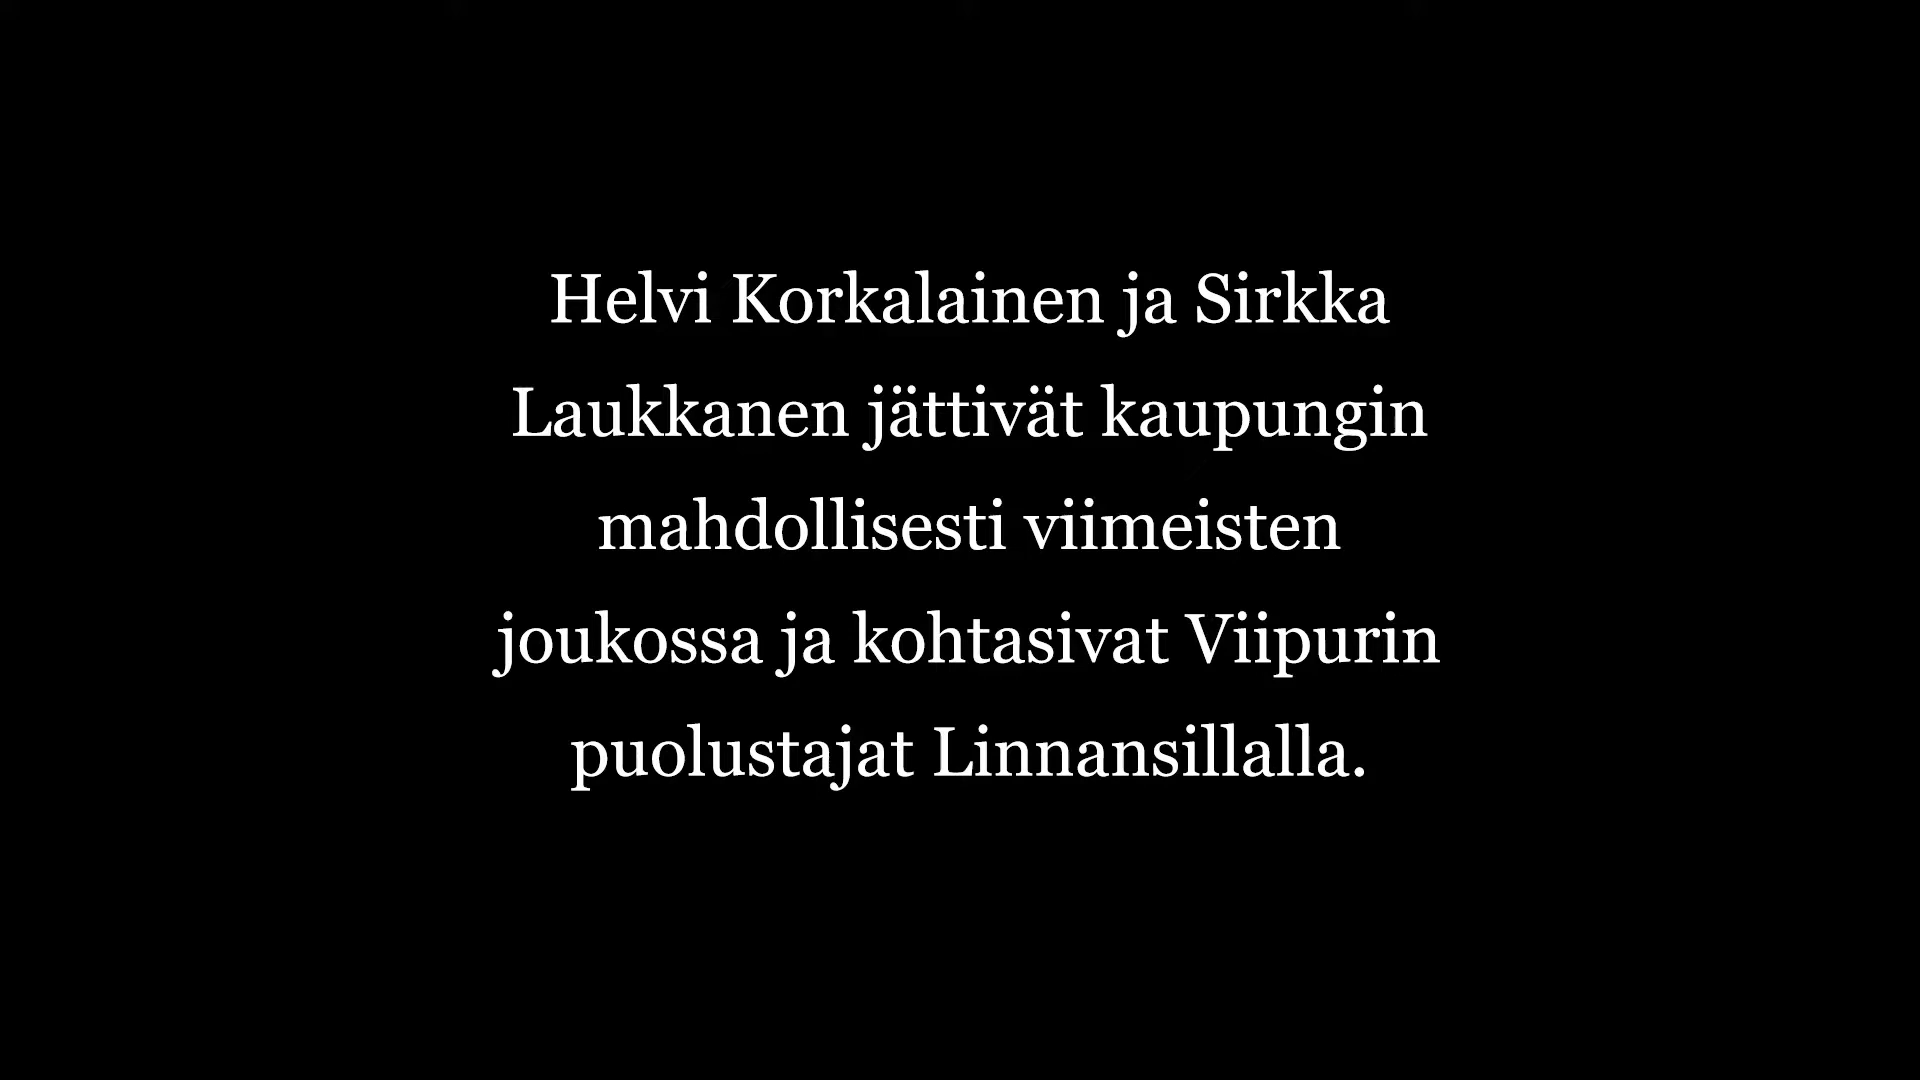 Helvi Korkalainen ja Sirkka
Laukkanen jättivät kaupungin
mahdollisesti viimeisten
joukossa ja kohtasivat Viipurin
puolustajat Linnansillalla.